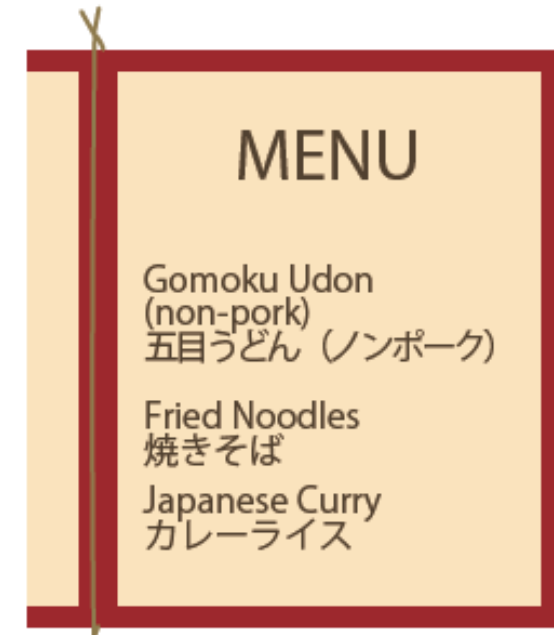 MENU
Gomoku Udon
(non-pork)
五目うどん（ノンポーク）
Fried Noodles
焼きそば
Japanese Curry
カレーライス